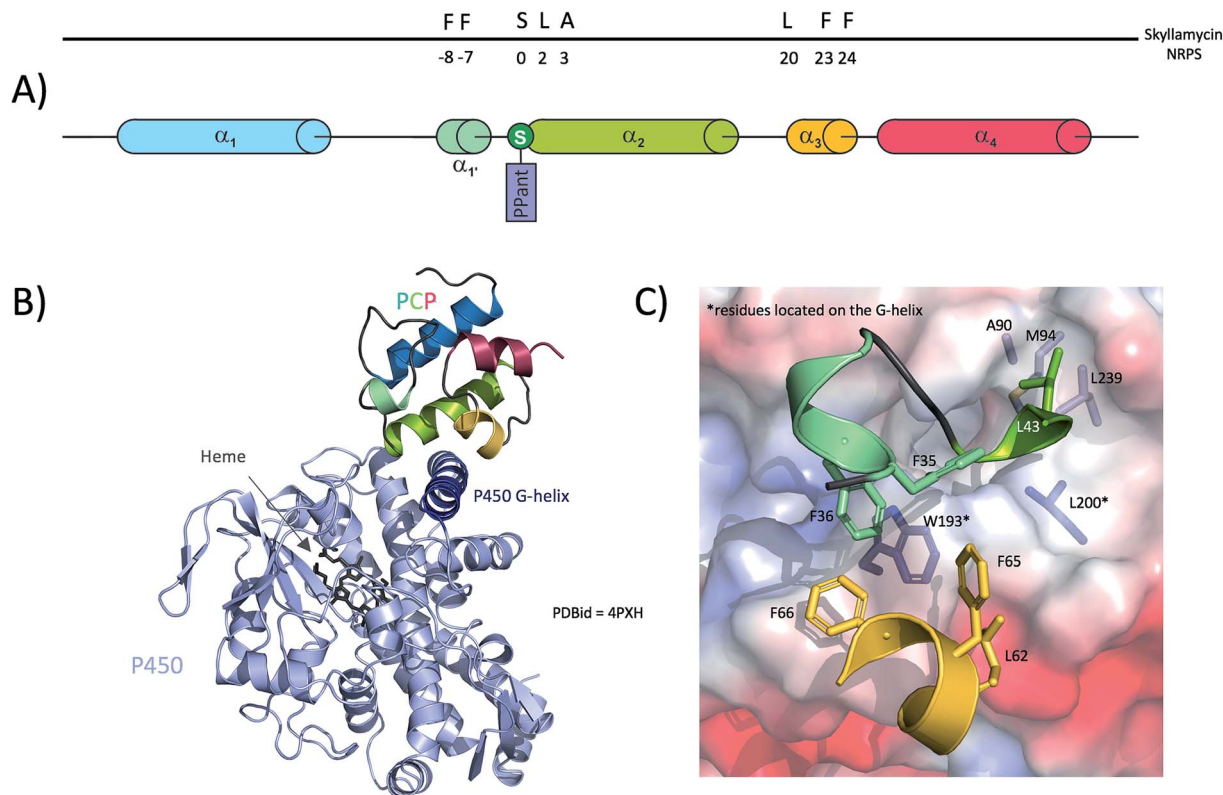 F F S L A L F F
-8 -7 0 2 3 20 23 24
Skyllamycin
NRPS
A)
α1 α1' S α2 α3 α4
PPant
B)
PCP
Heme
P450 G-helix
P450
PDBid = 4PXH
C)
*residues located on the G-helix
A90
M94
L239
L43
F35
L200*
F36
W193*
F65
F66
L62